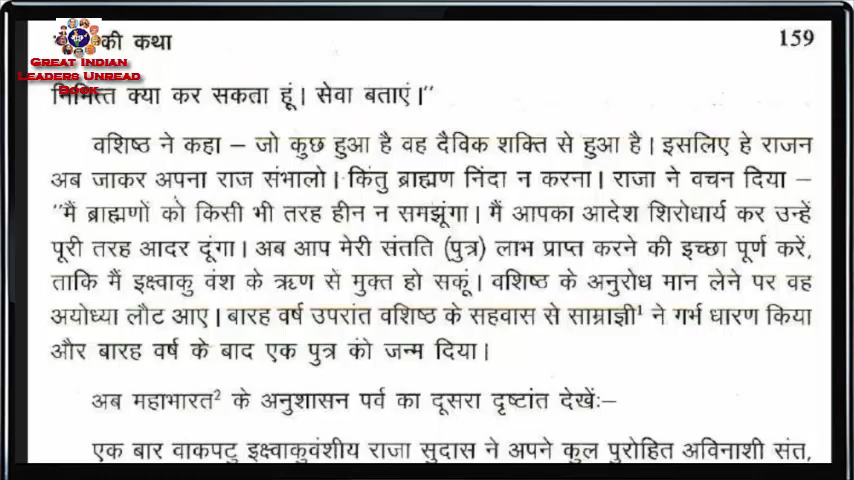 की कथा
159
GREAT INDIAN
LEADERS UNREAD
BOOK
निमित्त क्या कर सकता हूं। सेवा बताएं।”
वशिष्ठ ने कहा – जो कुछ हुआ है वह दैविक शक्ति से हुआ है। इसलिए हे राजन
अब जाकर अपना राज संभालो। किंतु ब्राह्मण निंदा न करना। राजा ने वचन दिया –
“मैं ब्राह्मणों को किसी भी तरह हीन न समझूंगा। मैं आपका आदेश शिरोधार्य कर उन्हें
पूरी तरह आदर दूंगा। अब आप मेरी संतति (पुत्र) लाभ प्राप्त करने की इच्छा पूर्ण करें,
ताकि मैं इक्ष्वाकु वंश के ऋण से मुक्त हो सकूं। वशिष्ठ के अनुरोध मान लेने पर वह
अयोध्या लौट आए। बारह वर्ष उपरांत वशिष्ठ के सहवास से साम्राज्ञी¹ ने गर्भ धारण किया
और बारह वर्ष के बाद एक पुत्र को जन्म दिया।
अब महाभारत² के अनुशासन पर्व का दूसरा दृष्टांत देखेंः–
एक बार वाकपटु इक्ष्वाकुवंशीय राजा सुदास ने अपने कुल पुरोहित अविनाशी संत,